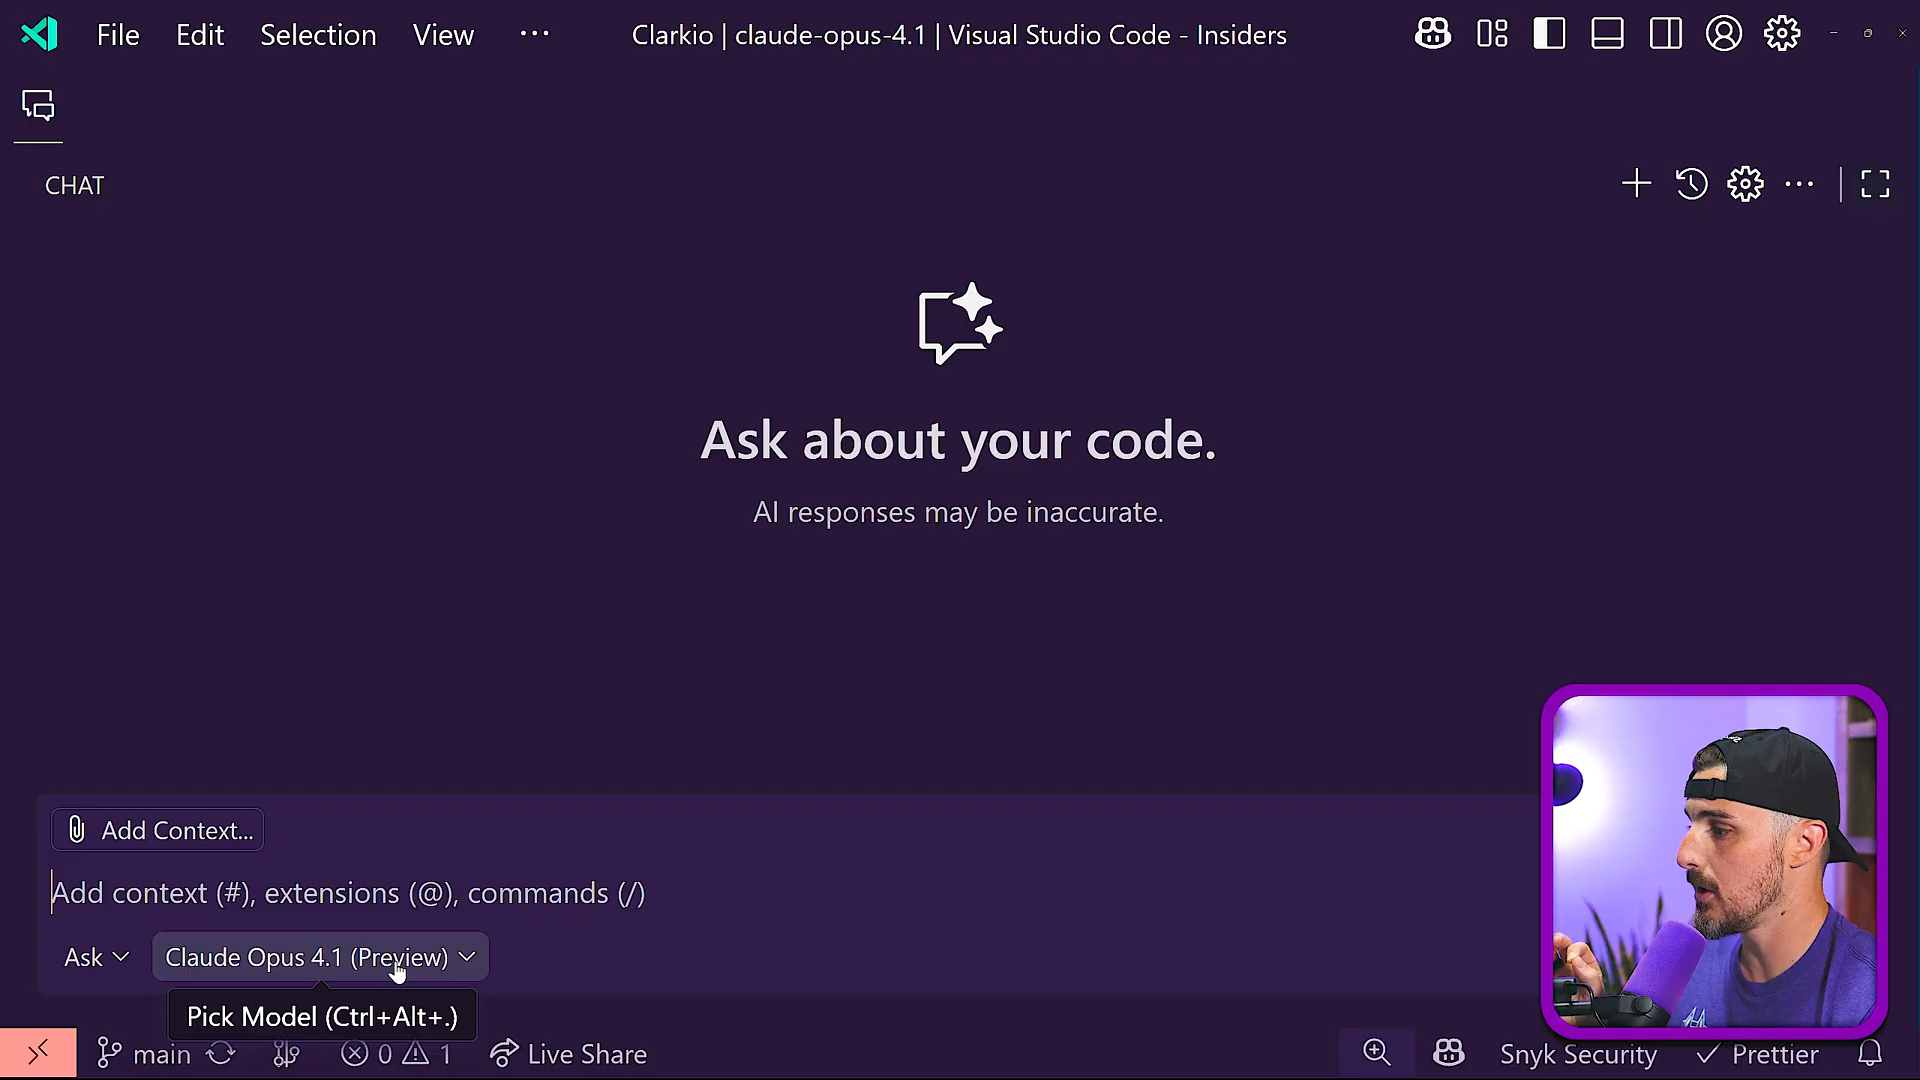 File Edit Selection View ··· Clarkio | claude-opus-4.1 | Visual Studio Code - Insiders
CHAT
Ask about your code.
AI responses may be inaccurate.
Add Context...
Add context (#), extensions (@), commands (/)
Ask Claude Opus 4.1 (Preview)
Pick Model (Ctrl+Alt+.)
main 0 1 Live Share Snyk Security Prettier